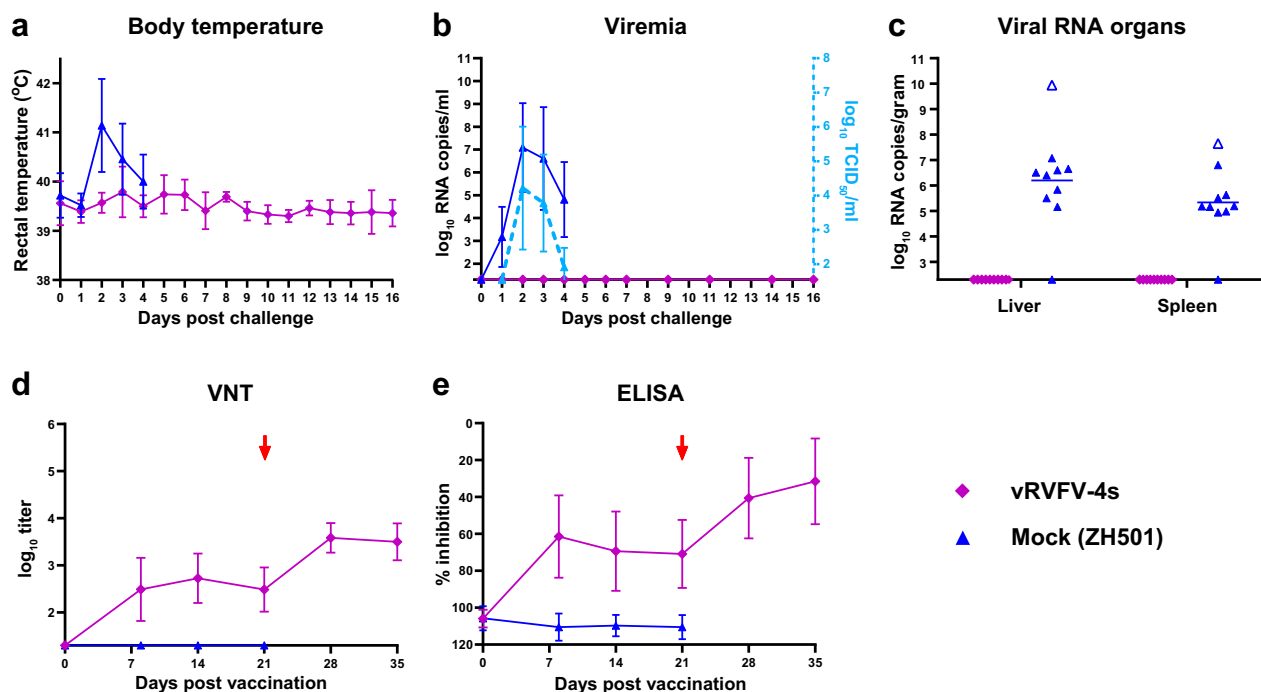 a Body temperature
Rectal temperature (°C)
42
41
40
39
38
0 1 2 3 4 5 6 7 8 9 10 11 12 13 14 15 16
Days post challenge
b Viremia
log10 RNA copies/ml
11
10
9
8
7
6
5
4
3
2
0 1 2 3 4 5 6 7 8 9 10 11 12 13 14 15 16
Days post challenge
8
7
6
5
4
3
2
log10 TCID50/ml
c Viral RNA organs
log10 RNA copies/gram
11
10
9
8
7
6
5
4
3
Liver Spleen
d VNT
log10 titer
6
5
4
3
2
0 7 14 21 28 35
Days post vaccination
e ELISA
% inhibition
0
20
40
60
80
100
120
0 7 14 21 28 35
Days post vaccination
vRVFV-4s
Mock (ZH501)